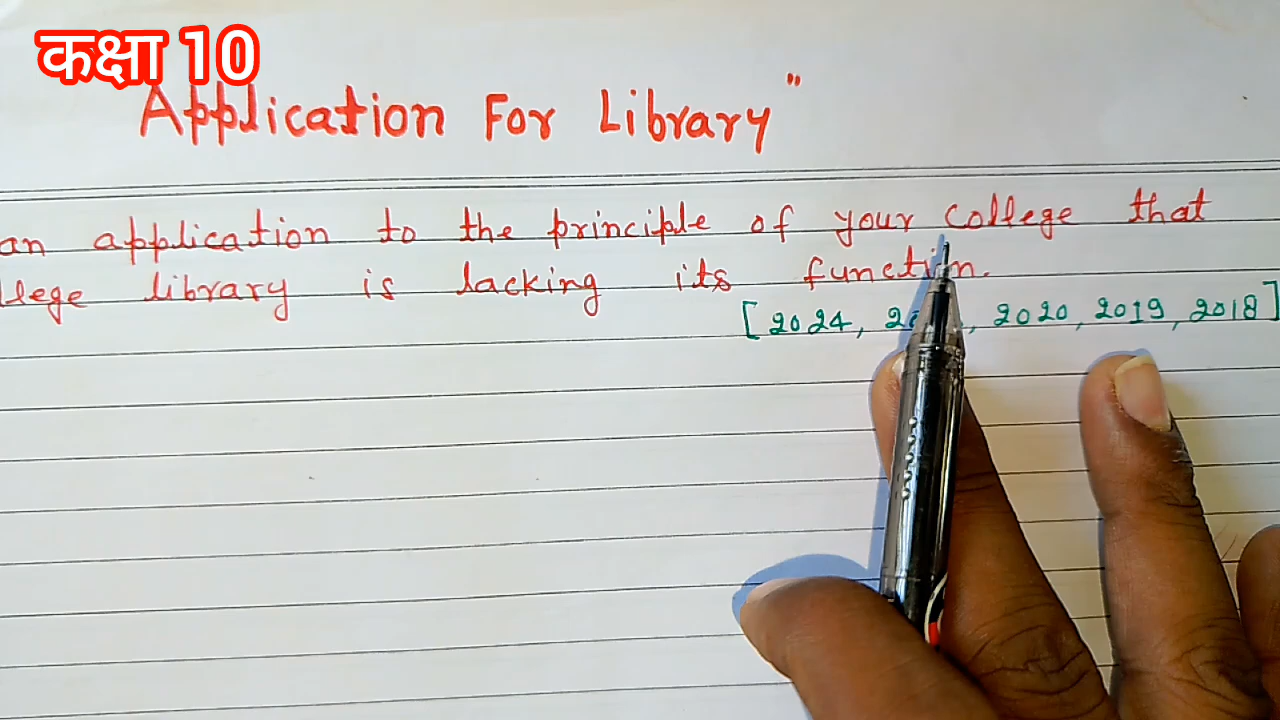 कक्षा 10
Application For Library"
an application to the principle of your college that
llege library is lacking its function.
[2024, 2020, 2019, 2018]